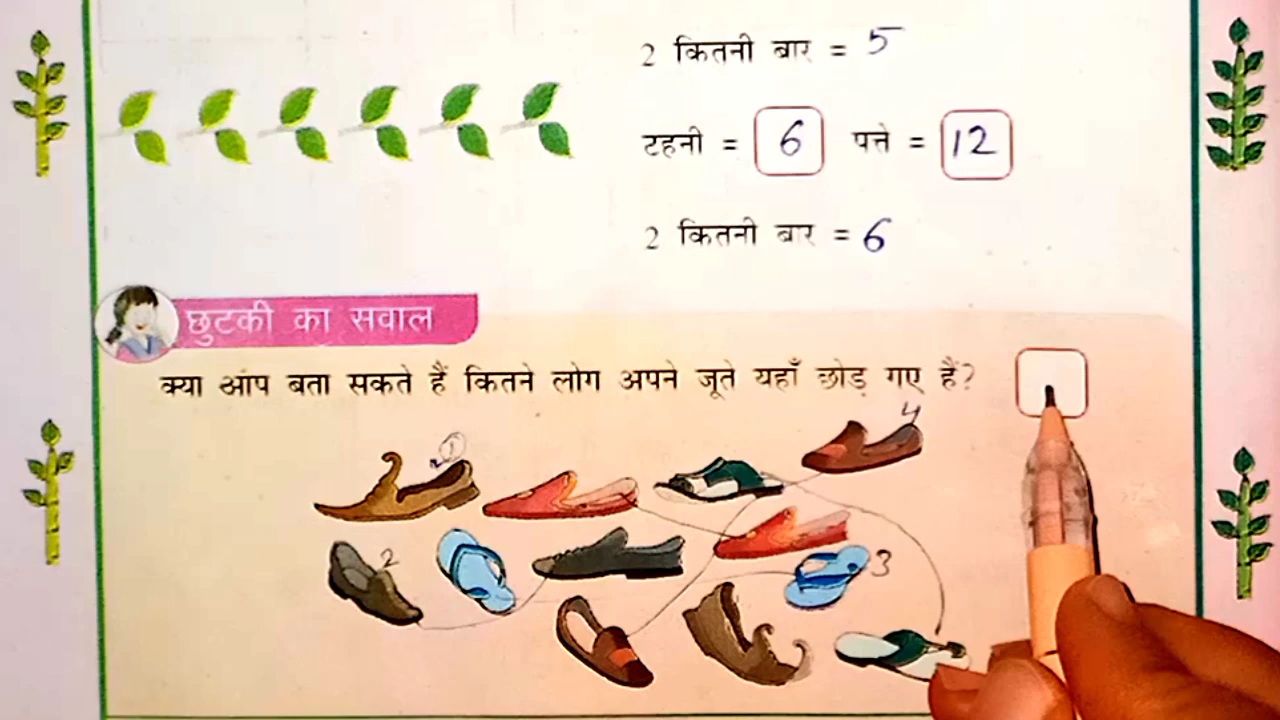 2 कितनी बार = 5
टहनी = 6 पत्ते = 12
2 कितनी बार = 6
छुटकी का सवाल
क्या आप बता सकते हैं कितने लोग अपने जूते यहाँ छोड़ गए हैं?
4
1
2
3